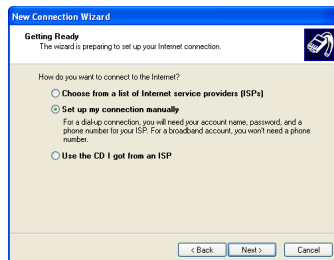 New Connection Wizard
Getting Ready
The wizard is preparing to set up your Internet connection.
How do you want to connect to the Internet?
Choose from a list of Internet service providers (ISPs)
Set up my connection manually
For a dial-up connection, you will need your account name, password, and a
phone number for your ISP. For a broadband account, you won't need a phone
number.
Use the CD I got from an ISP
< Back
Next >
Cancel